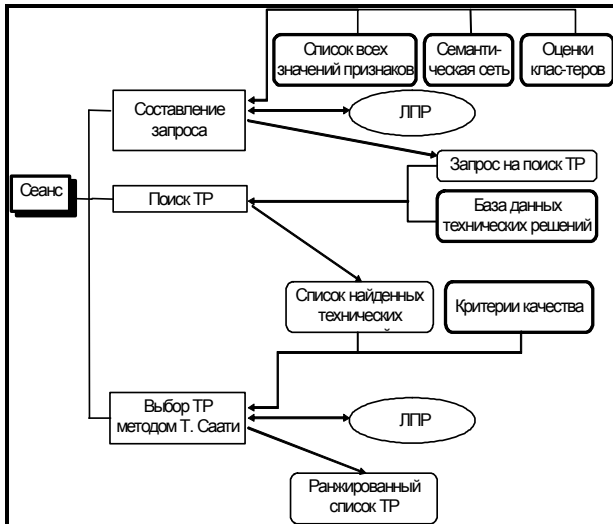 Список всех
значений признаков
Семанти-
ческая сеть
Оценки
клас-теров
Составление
запроса
ЛПР
Запрос на поиск ТР
Сеанс
Поиск ТР
База данных
технических решений
Список найденных
технических
Критерии качества
Выбор ТР
методом Т. Саати
ЛПР
Ранжированный
список ТР